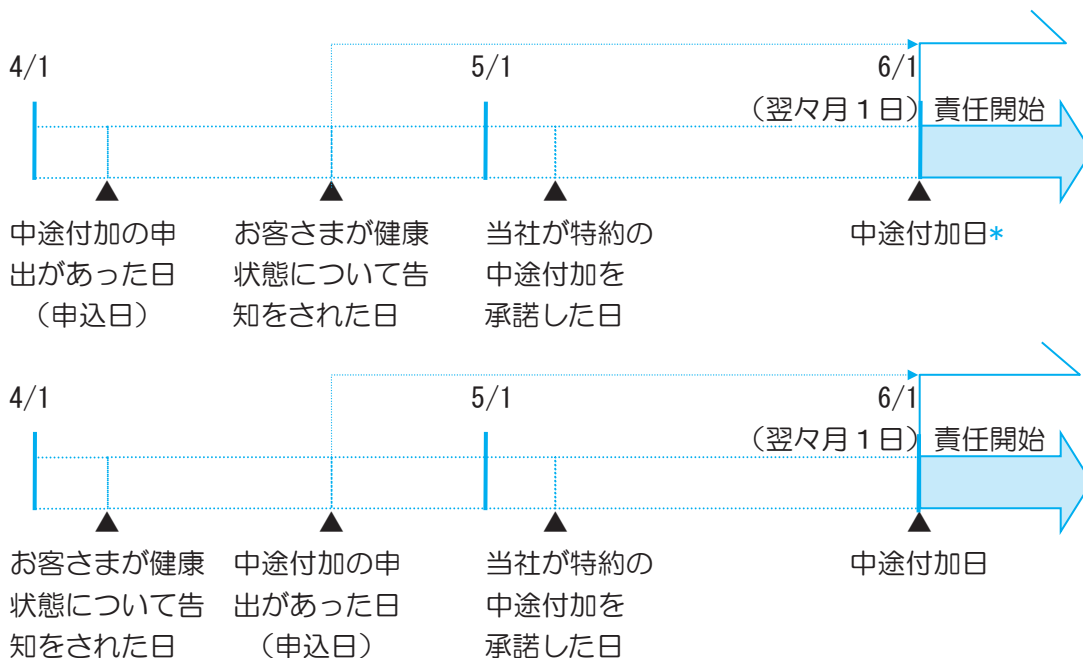 4/1 5/1 6/1
（翌々月１日） 責任開始
中途付加の申 お客さまが健康 当社が特約の 中途付加日*
出があった日 状態について告 中途付加を
（申込日） 知をされた日 承諾した日
4/1 5/1 6/1
（翌々月１日） 責任開始
お客さまが健康 中途付加の申 当社が特約の 中途付加日
状態について告 出があった日 中途付加を
知をされた日 （申込日） 承諾した日